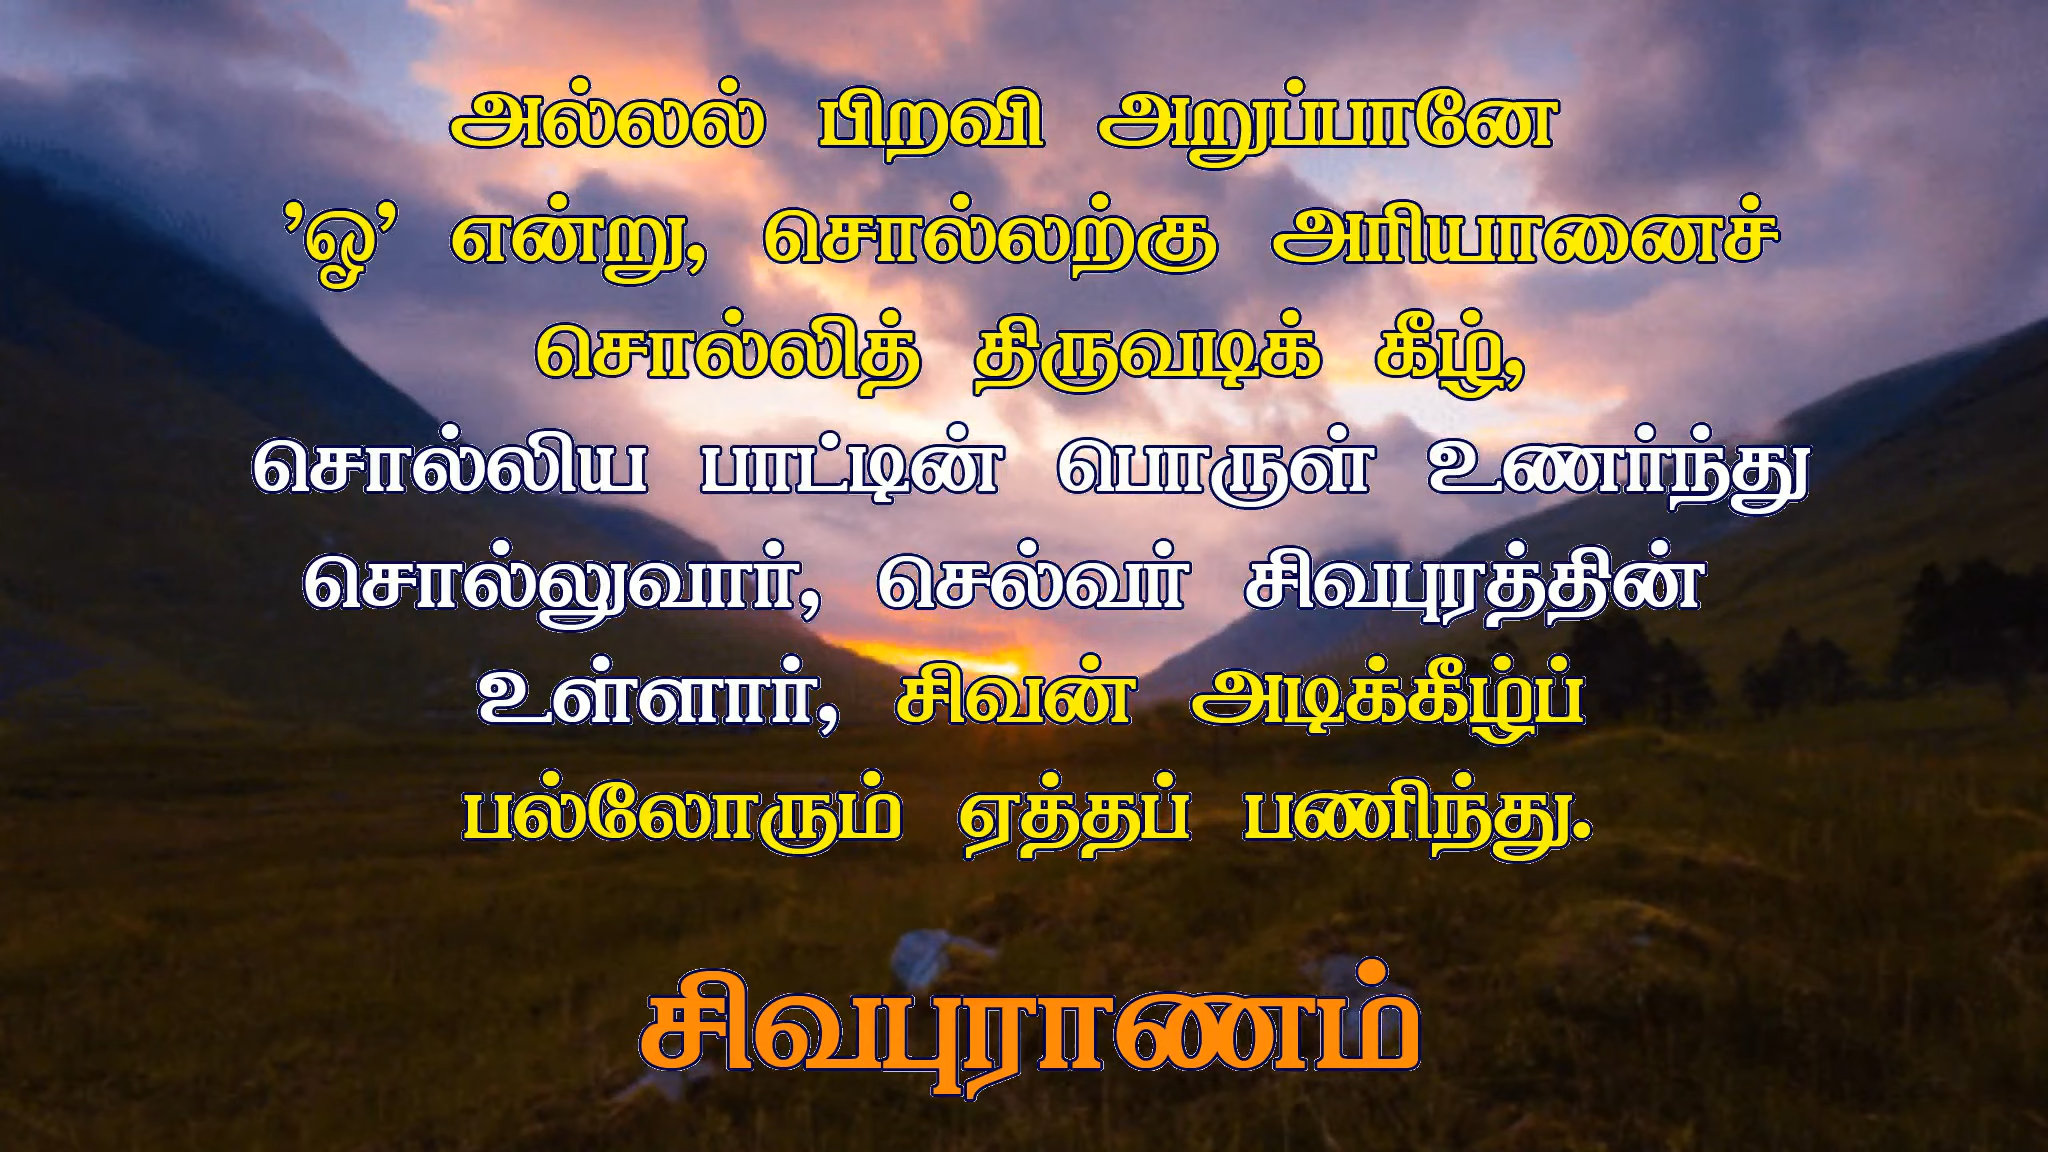 அல்லல் பிறவி அறுப்பானே
'ஓ' என்று, சொல்லற்கு அரியானைச்
சொல்லித் திருவடிக் கீழ்,
சொல்லிய பாட்டின் பொருள் உணர்ந்து
சொல்லுவார், செல்வர் சிவபுரத்தின்
உள்ளார், சிவன் அடிக்கீழ்ப்
பல்லோரும் ஏத்தப் பணிந்து.
சிவபுராணம்